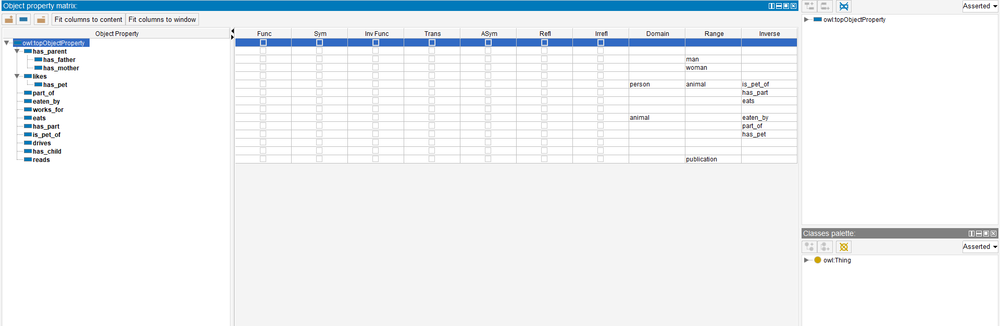 Object property matrix:
Asserted
Fit columns to content Fit columns to window
owl:topObjectProperty
Object Property Func Sym Inv Func Trans ASym Refl Irrefl Domain Range Inverse
owl:topObjectProperty
has_parent
has_father man
has_mother woman
likes
has_pet person animal is_pet_of
part_of has_part
eaten_by eats
works_for
eats animal eaten_by
has_part part_of
is_pet_of has_pet
drives
has_child
reads publication
Classes palette:
Asserted
owl:Thing